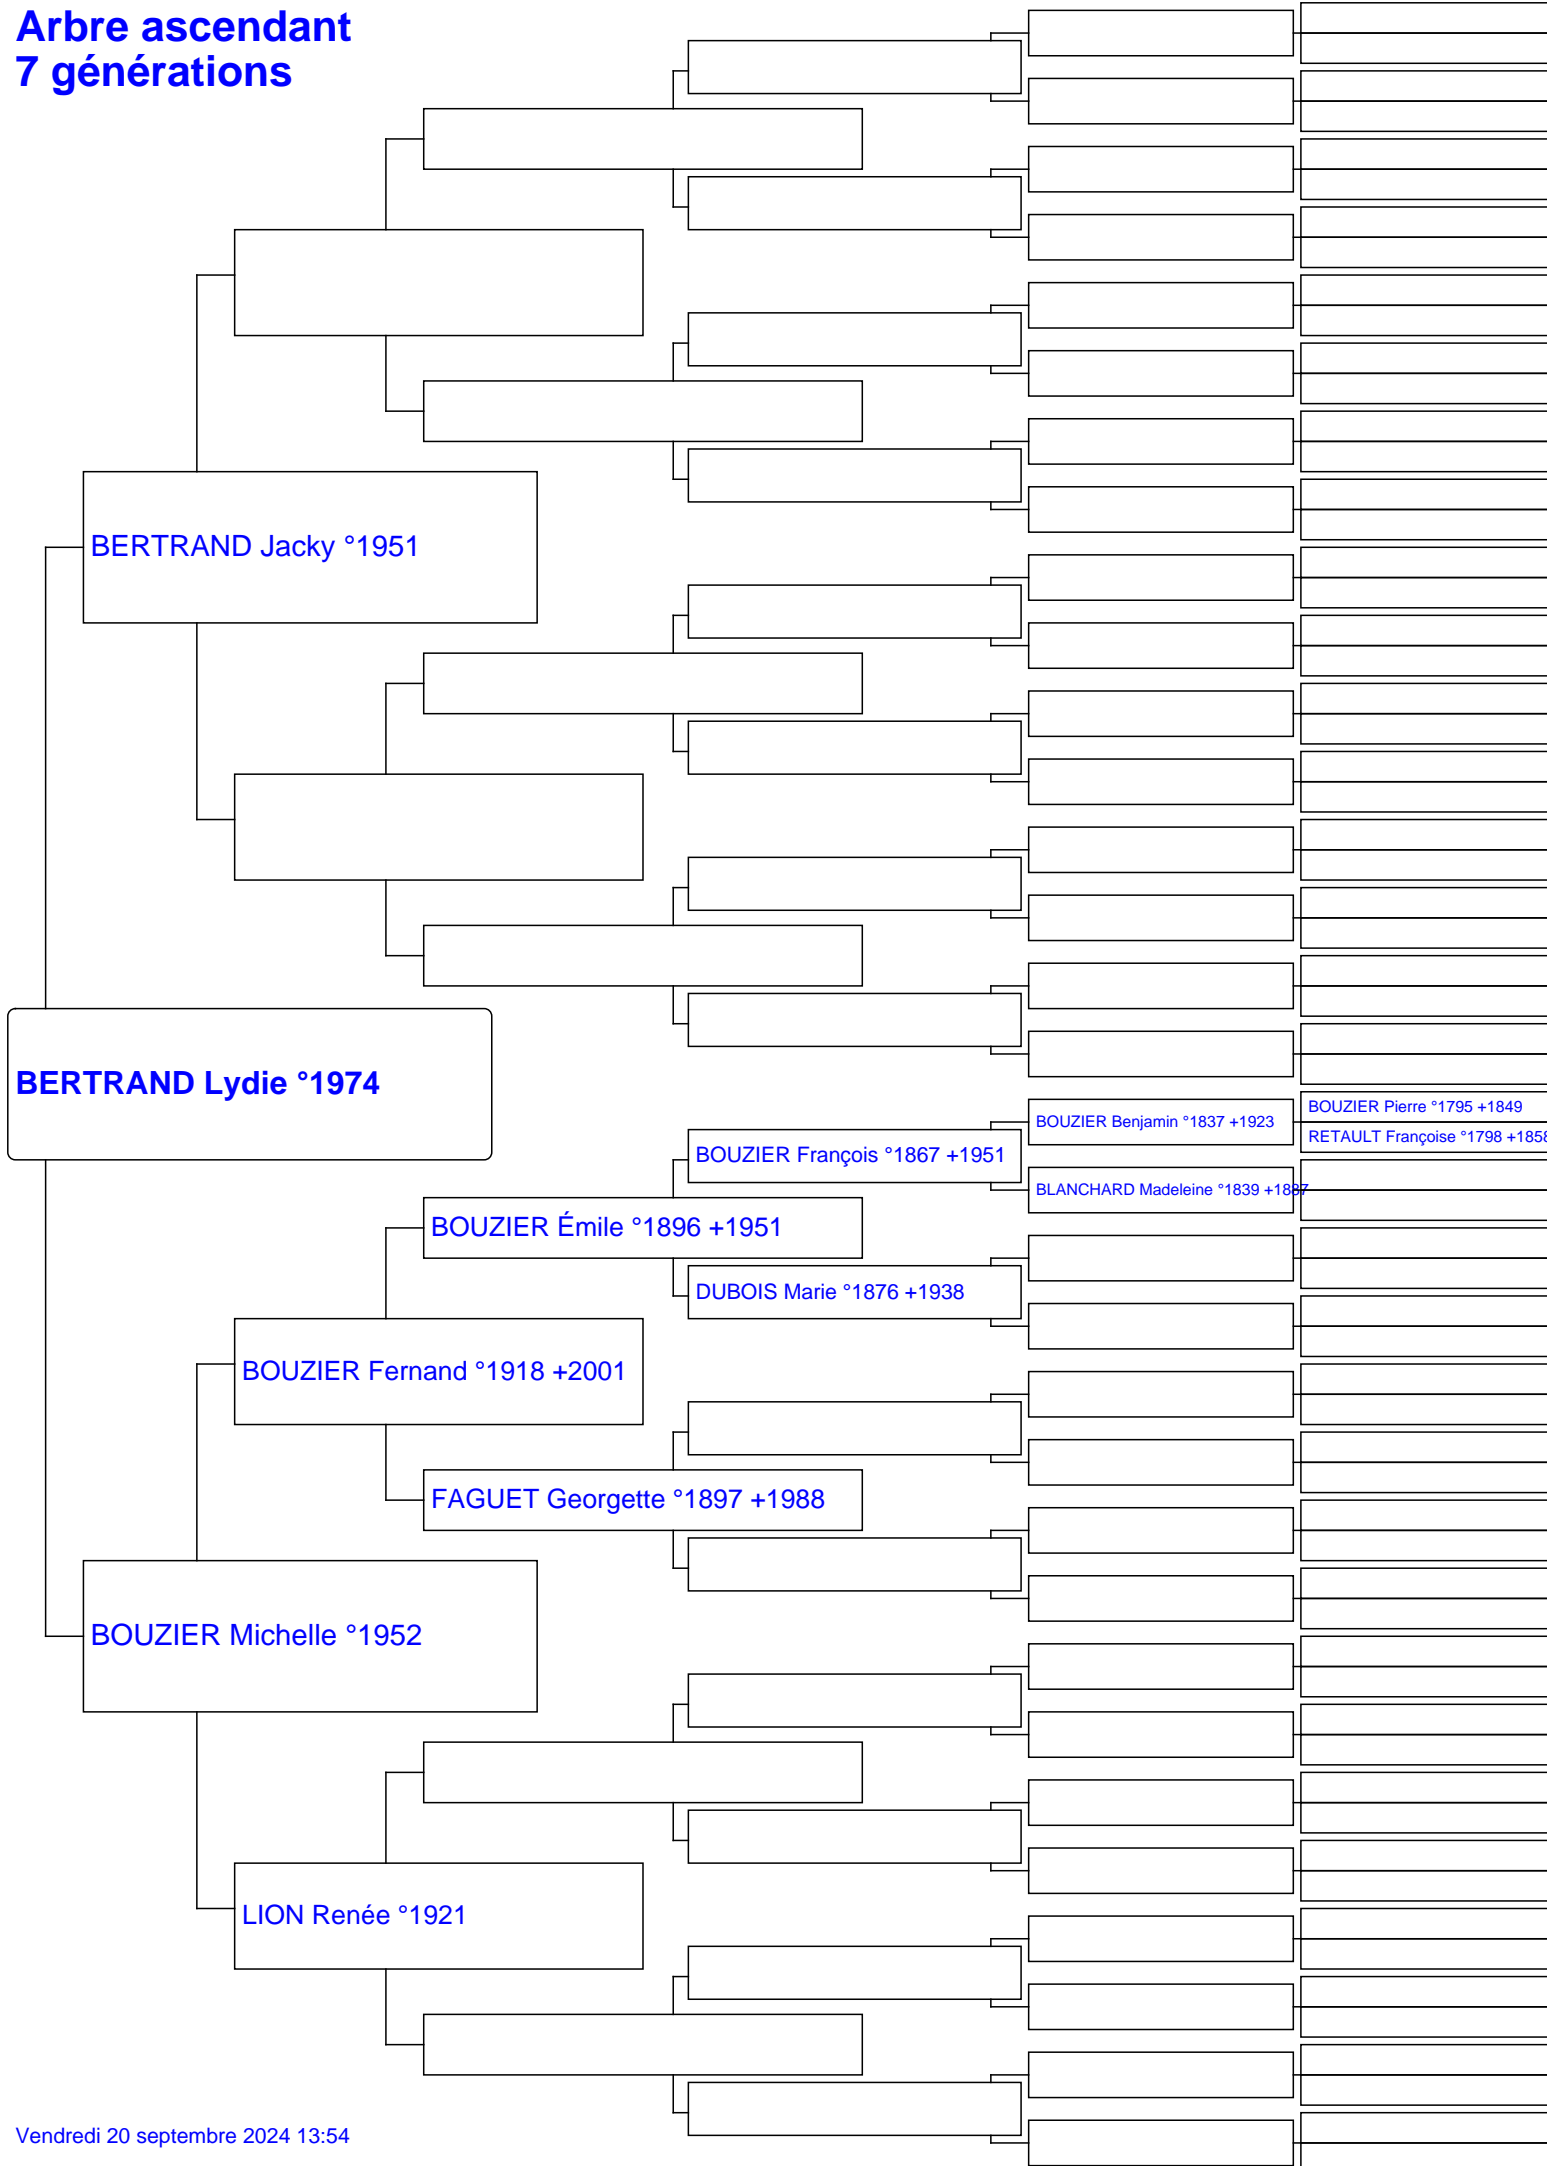 Arbre ascendant
7 générations
BERTRAND Jacky °1951
BERTRAND Lydie °1974
BOUZIER Pierre °1795 +1849
BOUZIER Benjamin °1837 +1923
RETAULT Françoise °1798 +1858
BOUZIER François °1867 +1951
BLANCHARD Madeleine °1839 +1887
BOUZIER Émile °1896 +1951
DUBOIS Marie °1876 +1938
BOUZIER Fernand °1918 +2001
FAGUET Georgette °1897 +1988
BOUZIER Michelle °1952
LION Renée °1921
Vendredi 20 septembre 2024 13:54